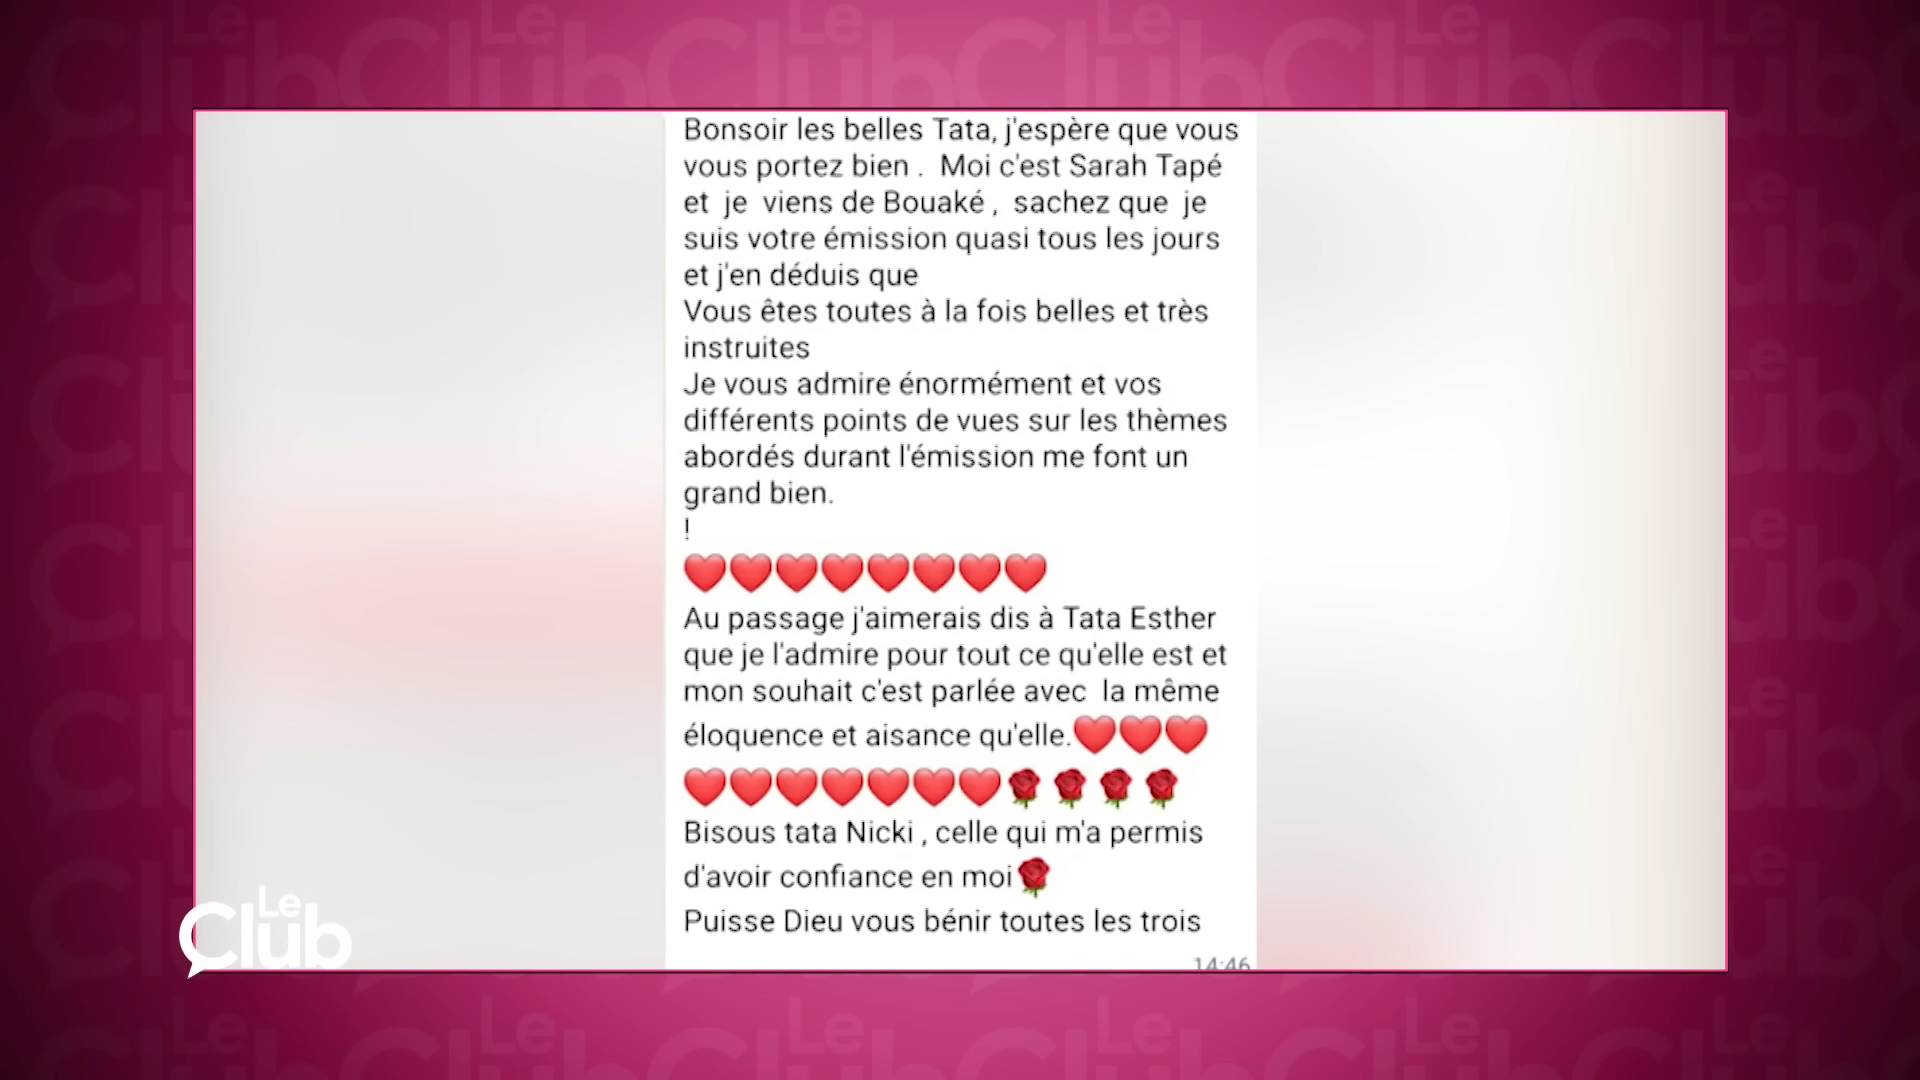 Bonsoir les belles Tata, j'espère que vous
vous portez bien .  Moi c'est Sarah Tapé
et  je  viens de Bouaké ,  sachez que  je
suis votre émission quasi tous les jours
et j'en déduis que
Vous êtes toutes à la fois belles et très
instruites
Je vous admire énormément et vos
différents points de vues sur les thèmes
abordés durant l'émission me font un
grand bien.
!
❤️❤️❤️❤️❤️❤️❤️❤️
Au passage j'aimerais dis à Tata Esther
que je l'admire pour tout ce qu'elle est et
mon souhait c'est parlée avec  la même
éloquence et aisance qu'elle.❤️❤️❤️
❤️❤️❤️❤️❤️❤️❤️🌹🌹🌹🌹
Bisous tata Nicki , celle qui m'a permis
d'avoir confiance en moi🌹
Puisse Dieu vous bénir toutes les trois
14:46
Le
Club